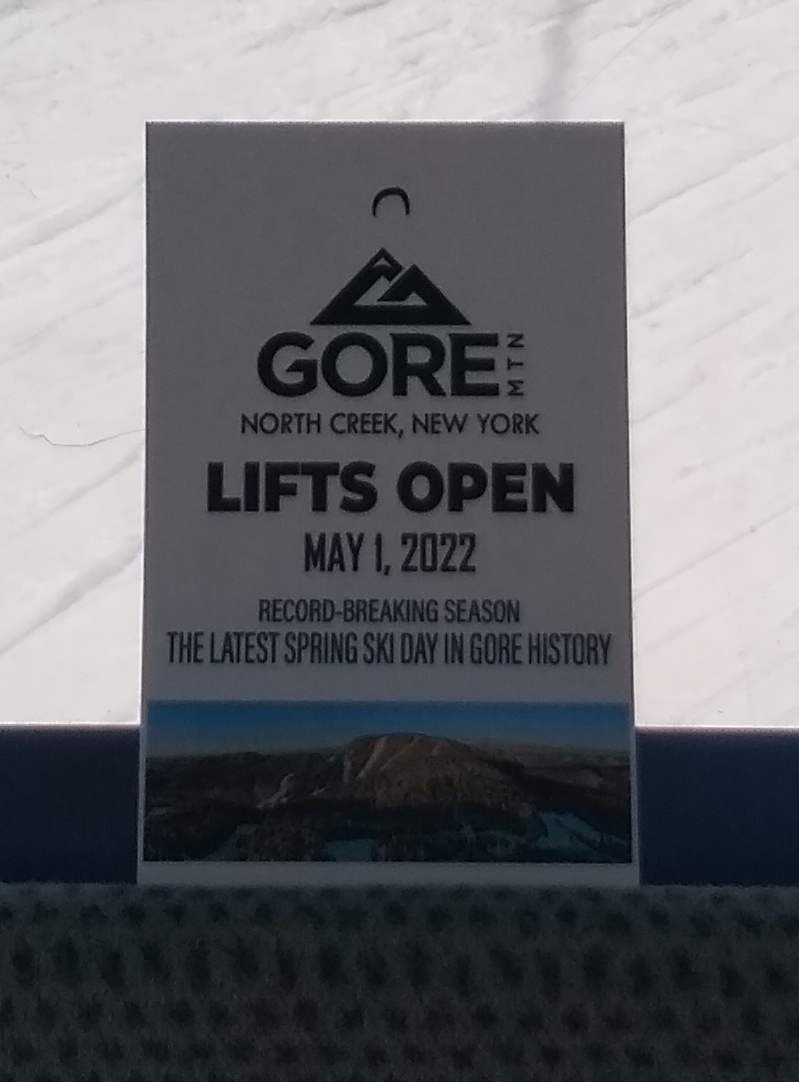 GORE MTN
NORTH CREEK, NEW YORK
LIFTS OPEN
MAY 1, 2022
RECORD-BREAKING SEASON
THE LATEST SPRING SKI DAY IN GORE HISTORY